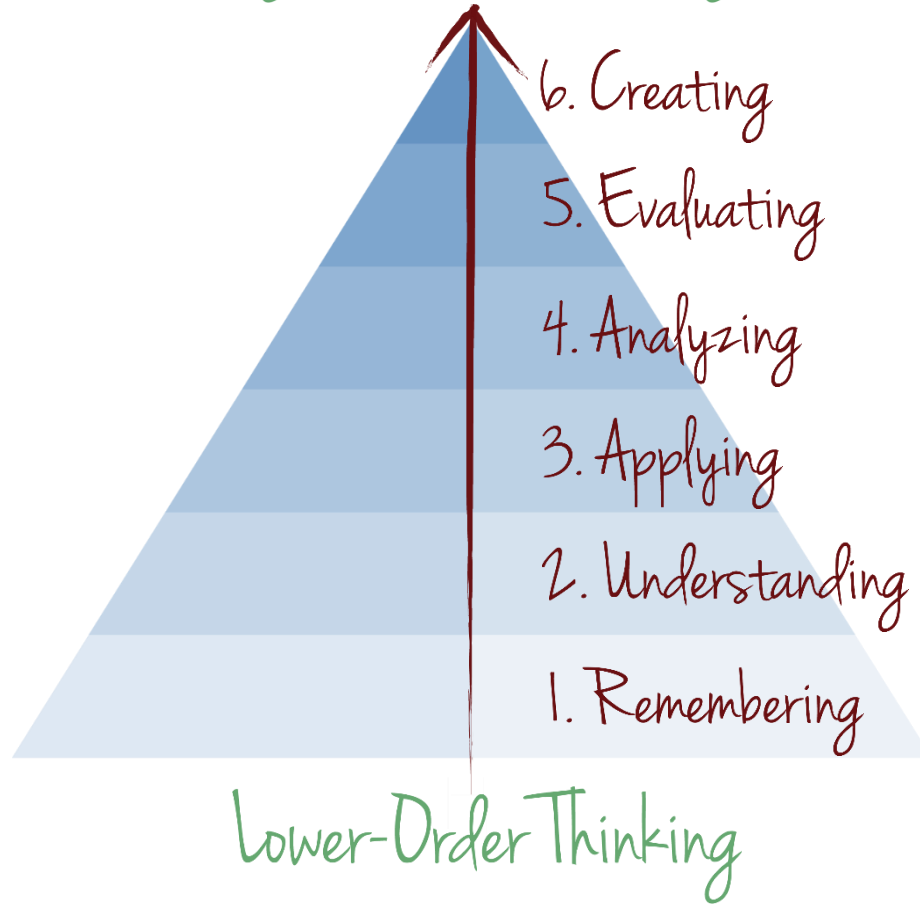 6. Creating
5. Evaluating
4. Analyzing
3. Applying
2. Understanding
1. Remembering
Lower-Order Thinking